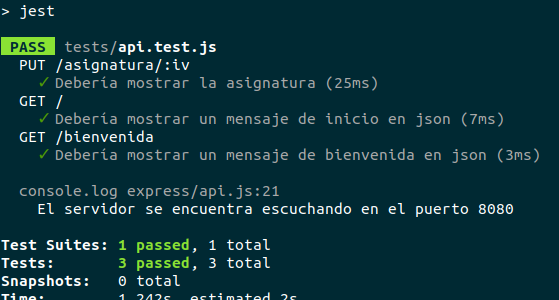 > jest
PASS tests/api.test.js
PUT /asignatura/:iv
✓ Debería mostrar la asignatura (25ms)
GET /
✓ Debería mostrar un mensaje de inicio en json (7ms)
GET /bienvenida
✓ Debería mostrar un mensaje de bienvenida en json (3ms)
console.log express/api.js:21
El servidor se encuentra escuchando en el puerto 8080
Test Suites: 1 passed, 1 total
Tests: 3 passed, 3 total
Snapshots: 0 total
Time: 1.242s, estimated 2s